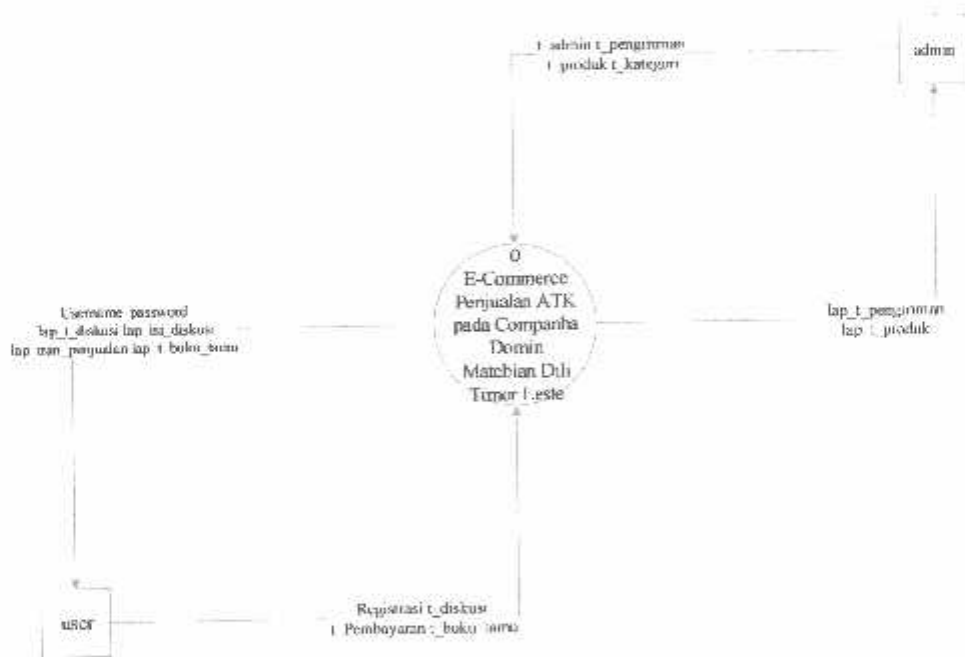 t_admin t_pengiriman
t_produk t_kategori
admin
0
E-Commerce
Penjualan ATK
pada Companha
Domin
Matebian Dili
Timor Leste
Username password
lap_t_diskusi lap_isi_diskusi
lap_tran_penjualan lap_t_buku_tamu
lap_t_pengiriman
lap_t_produk
user
Registrasi t_diskusi
t_Pembayaran t_buku_tamu